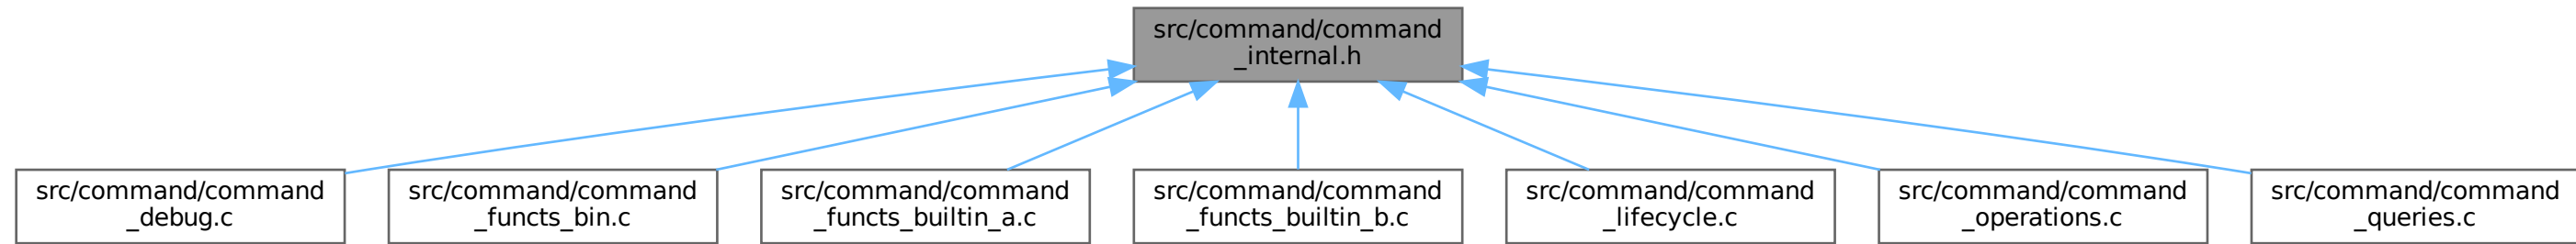 src/command/command
_internal.h
src/command/command
_debug.c
src/command/command
_functs_bin.c
src/command/command
_functs_builtin_a.c
src/command/command
_functs_builtin_b.c
src/command/command
_lifecycle.c
src/command/command
_operations.c
src/command/command
_queries.c